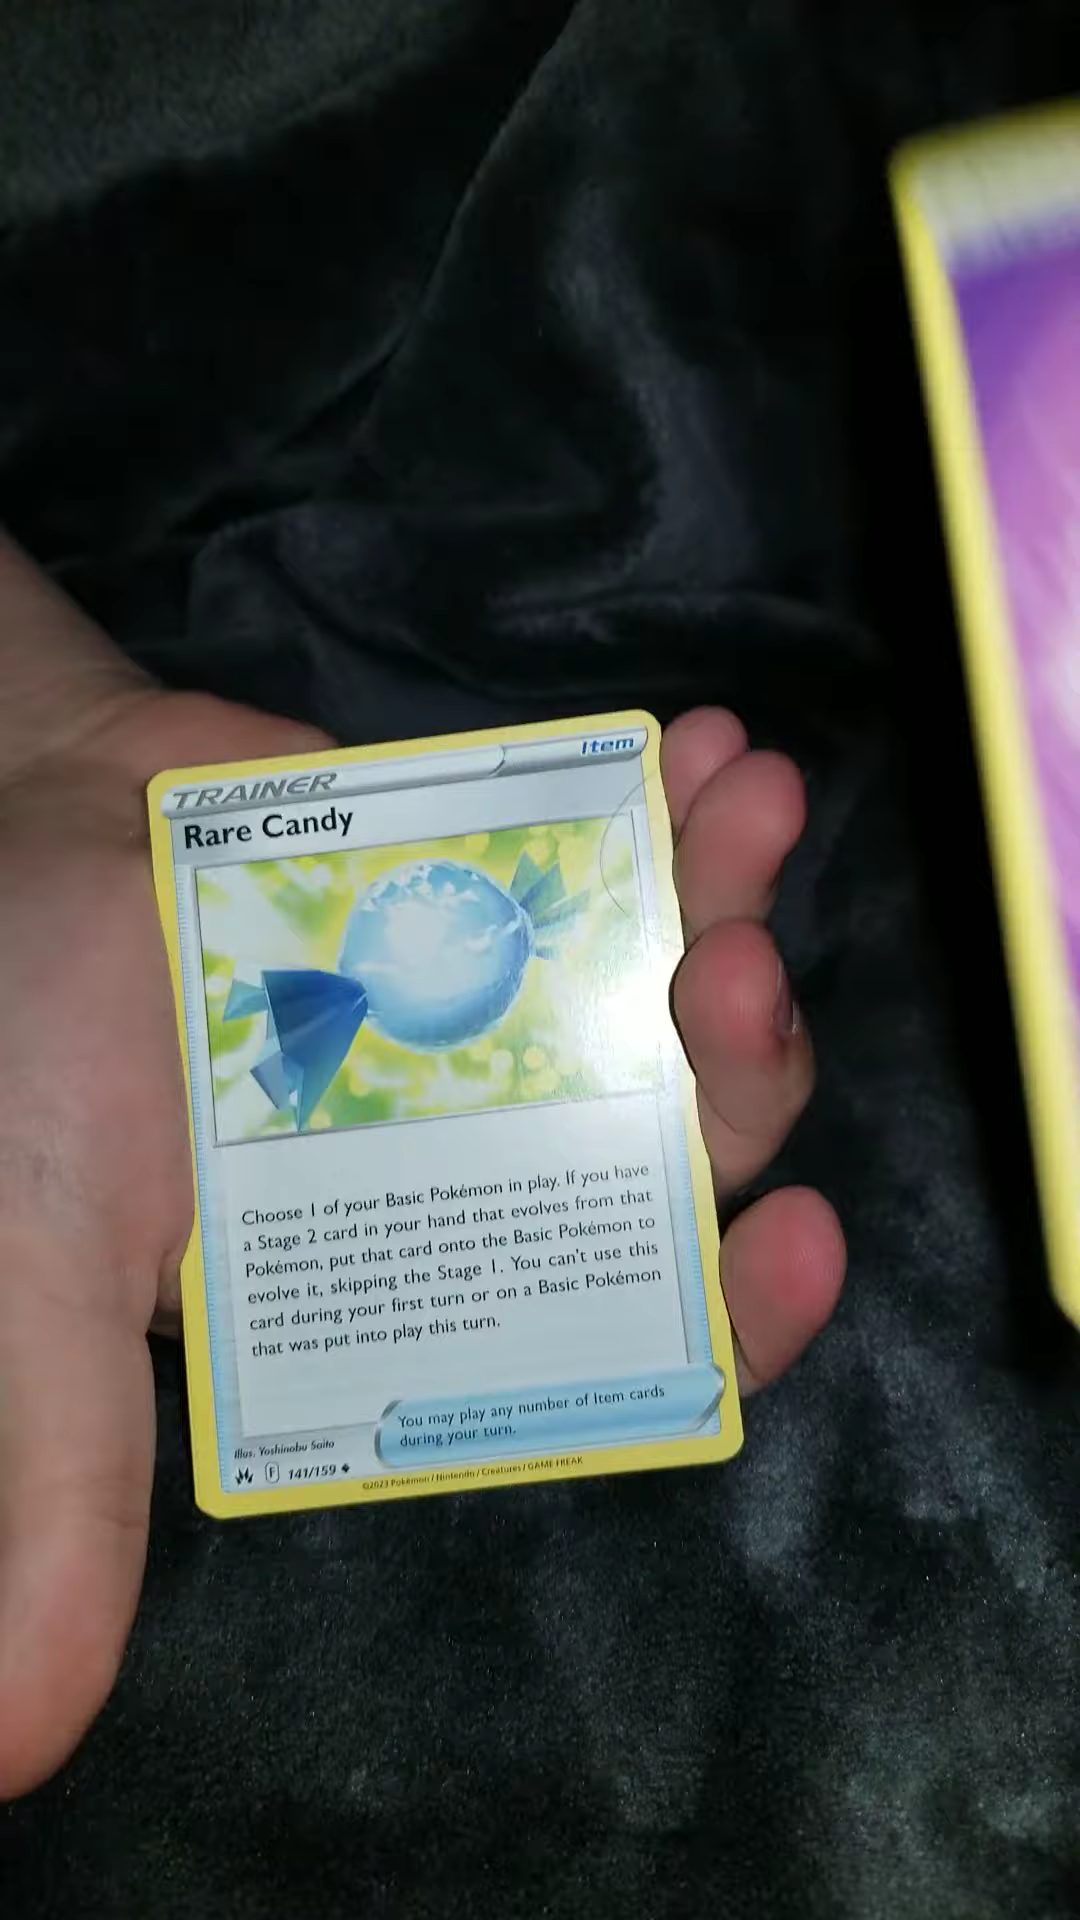 TRAINER
Item
Rare Candy
Choose 1 of your Basic Pokémon in play. If you have
a Stage 2 card in your hand that evolves from that
Pokémon, put that card onto the Basic Pokémon to
evolve it, skipping the Stage 1. You can't use this
card during your first turn or on a Basic Pokémon
that was put into play this turn.
You may play any number of Item cards
during your turn.
Illus. Yoshinobu Saito
F 141/159
©2023 Pokémon / Nintendo / Creatures / GAME FREAK